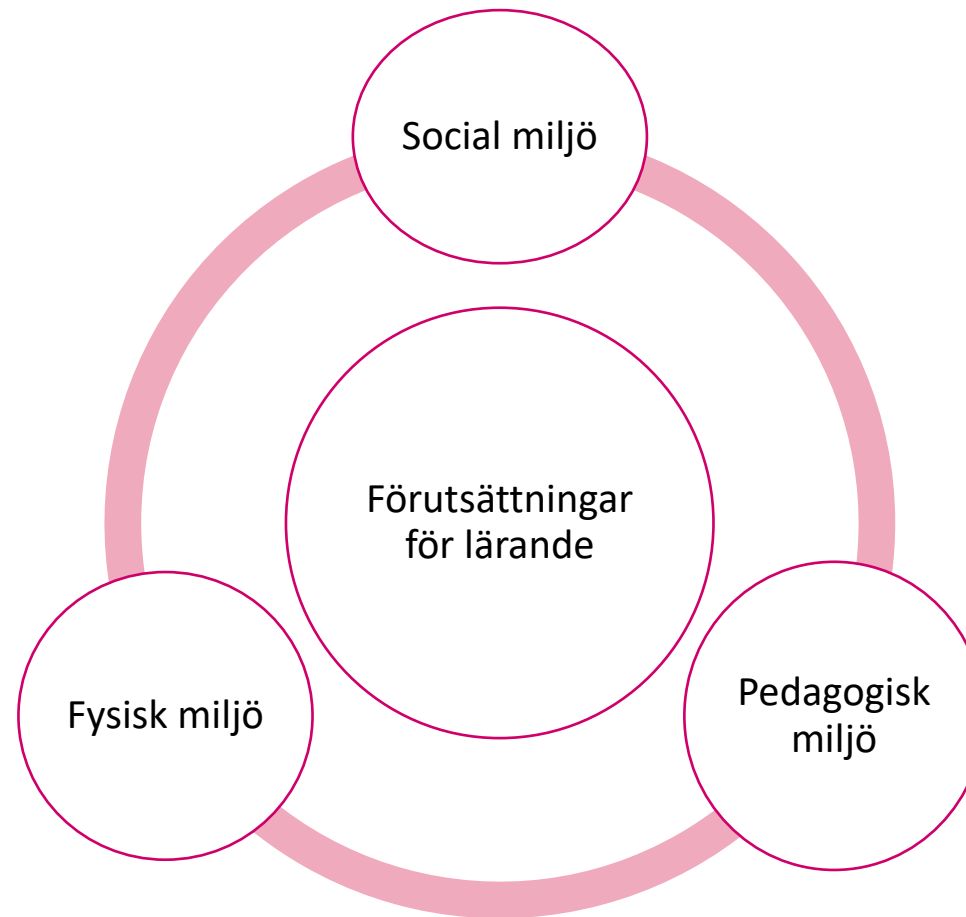 Social miljö
Förutsättningar
för lärande
Fysisk miljö
Pedagogisk
miljö